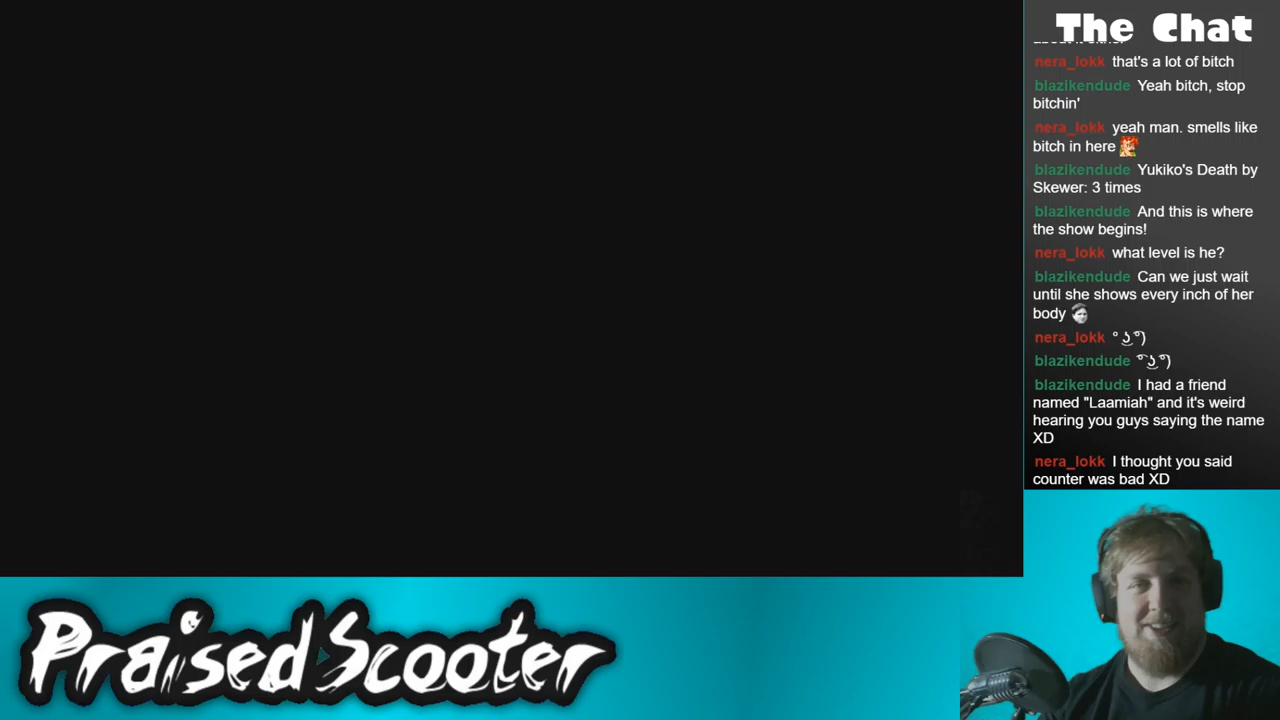 The Chat
nera_lokk that's a lot of bitch
blazikendude Yeah bitch, stop
bitchin'
nera_lokk yeah man. smells like
bitch in here
blazikendude Yukiko's Death by
Skewer: 3 times
blazikendude And this is where
the show begins!
nera_lokk what level is he?
blazikendude Can we just wait
until she shows every inch of her
body
nera_lokk ° ͜ʖ °)
blazikendude ͡° ͜ʖ ͡°)
blazikendude I had a friend
named "Laamiah" and it's weird
hearing you guys saying the name
XD
nera_lokk I thought you said
counter was bad XD
PraisedScooter